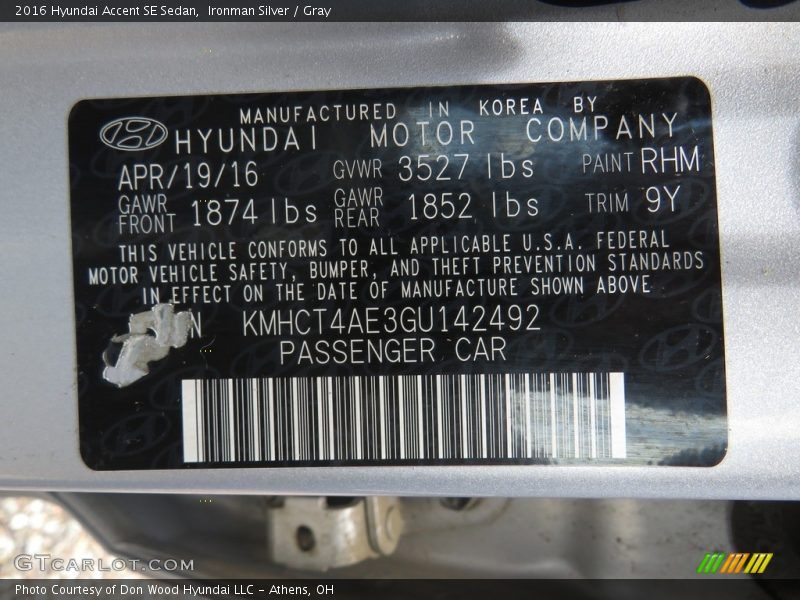 2016 Hyundai Accent SE Sedan, Ironman Silver / Gray
MANUFACTURED IN KOREA BY
HYUNDAI MOTOR COMPANY
APR/19/16 GVWR 3527 lbs PAINT RHM
GAWR FRONT 1874 lbs GAWR REAR 1852 lbs TRIM 9Y
THIS VEHICLE CONFORMS TO ALL APPLICABLE U.S.A. FEDERAL
MOTOR VEHICLE SAFETY, BUMPER, AND THEFT PREVENTION STANDARDS
IN EFFECT ON THE DATE OF MANUFACTURE SHOWN ABOVE
N KMHCT4AE3GU142492
PASSENGER CAR
GTcarlot.com
Photo Courtesy of Don Wood Hyundai LLC - Athens, OH